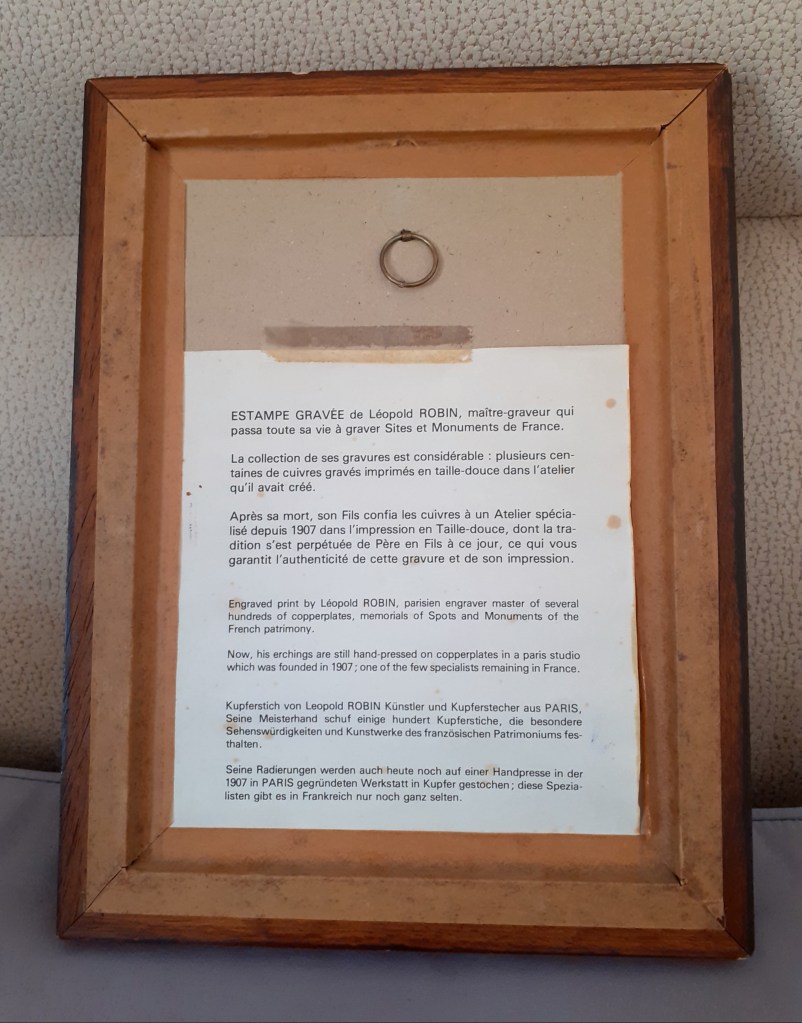 ESTAMPE GRAVÉE de Léopold ROBIN, maître-graveur qui
passa toute sa vie à graver Sites et Monuments de France.
La collection de ses gravures est considérable : plusieurs cen-
taines de cuivres gravés imprimés en taille-douce dans l'atelier
qu'il avait créé.
Après sa mort, son Fils confia les cuivres à un Atelier spécia-
lisé depuis 1907 dans l'impression en Taille-douce, dont la tra-
dition s'est perpétuée de Père en Fils à ce jour, ce qui vous
garantit l'authenticité de cette gravure et de son impression.
Engraved print by Léopold ROBIN, parisien engraver master of several
hundreds of copperplates, memorials of Spots and Monuments of the
French patrimony.
Now, his erchings are still hand-pressed on copperplates in a paris studio
which was founded in 1907 ; one of the few specialists remaining in France.
Kupferstich von Leopold ROBIN Künstler und Kupferstecher aus PARIS,
Seine Meisterhand schuf einige hundert Kupferstiche, die besondere
Sehenswürdigkeiten und Kunstwerke des französischen Patrimoniums fes-
thalten.
Seine Radierungen werden auch heute noch auf einer Handpresse in der
1907 in PARIS gegründeten Werkstatt in Kupfer gestochen ; diese Spezia-
listen gibt es in Frankreich nur noch ganz selten.